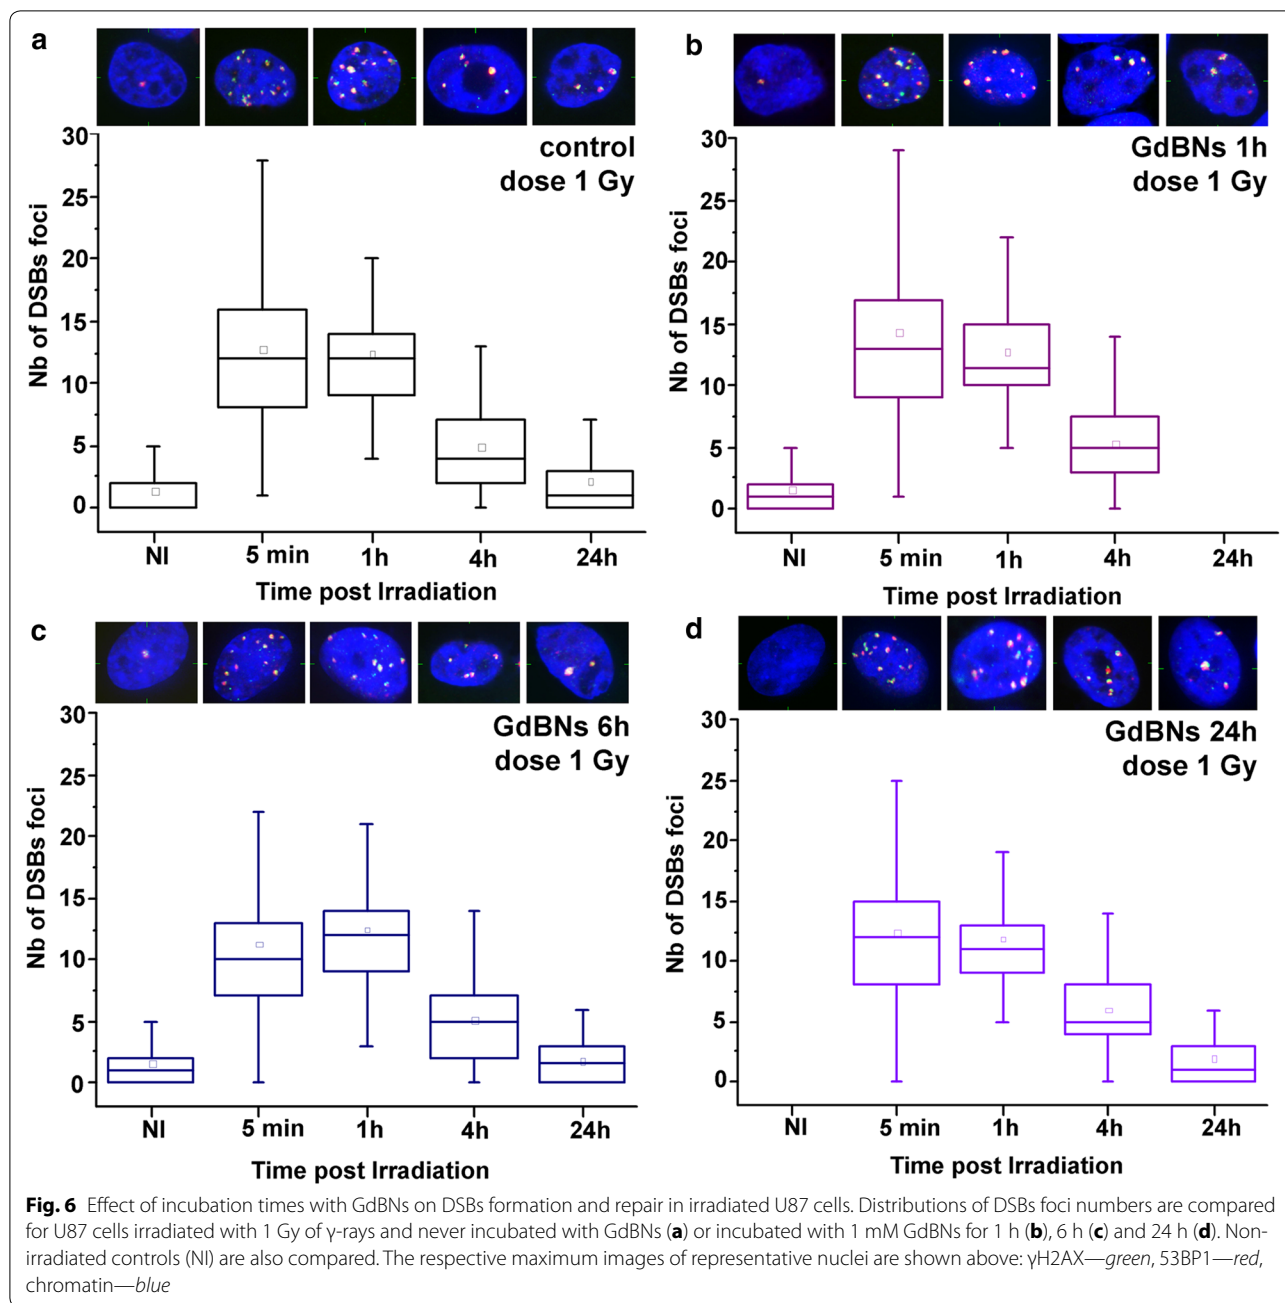 a
control
dose 1 Gy
Nb of DSBs foci
30
25
20
15
10
5
0
NI 5 min 1h 4h 24h
Time post Irradiation
b
GdBNs 1h
dose 1 Gy
Nb of DSBs foci
30
25
20
15
10
5
0
NI 5 min 1h 4h 24h
Time post Irradiation
c
GdBNs 6h
dose 1 Gy
Nb of DSBs foci
30
25
20
15
10
5
0
NI 5 min 1h 4h 24h
Time post Irradiation
d
GdBNs 24h
dose 1 Gy
Nb of DSBs foci
30
25
20
15
10
5
0
NI 5 min 1h 4h 24h
Time post Irradiation
Fig. 6 Effect of incubation times with GdBNs on DSBs formation and repair in irradiated U87 cells. Distributions of DSBs foci numbers are compared
for U87 cells irradiated with 1 Gy of γ-rays and never incubated with GdBNs (a) or incubated with 1 mM GdBNs for 1 h (b), 6 h (c) and 24 h (d). Non-
irradiated controls (NI) are also compared. The respective maximum images of representative nuclei are shown above: γH2AX—green, 53BP1—red,
chromatin—blue